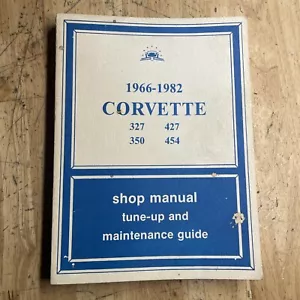 1966-1982
CORVETTE
327 427
350 454
shop manual
tune-up and
maintenance guide